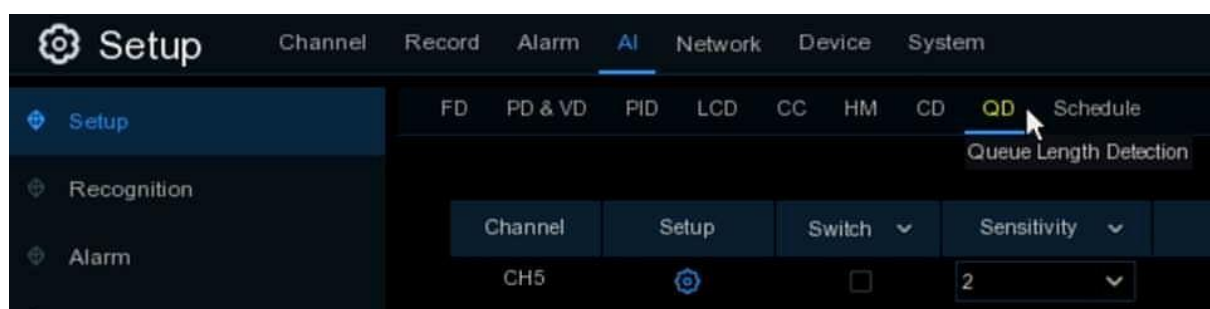 Setup Channel Record Alarm AI Network Device System
Setup FD PD & VD PID LCD CC HM CD QD Schedule
Queue Length Detection
Recognition
Channel Setup Switch Sensitivity
Alarm
CH5 2